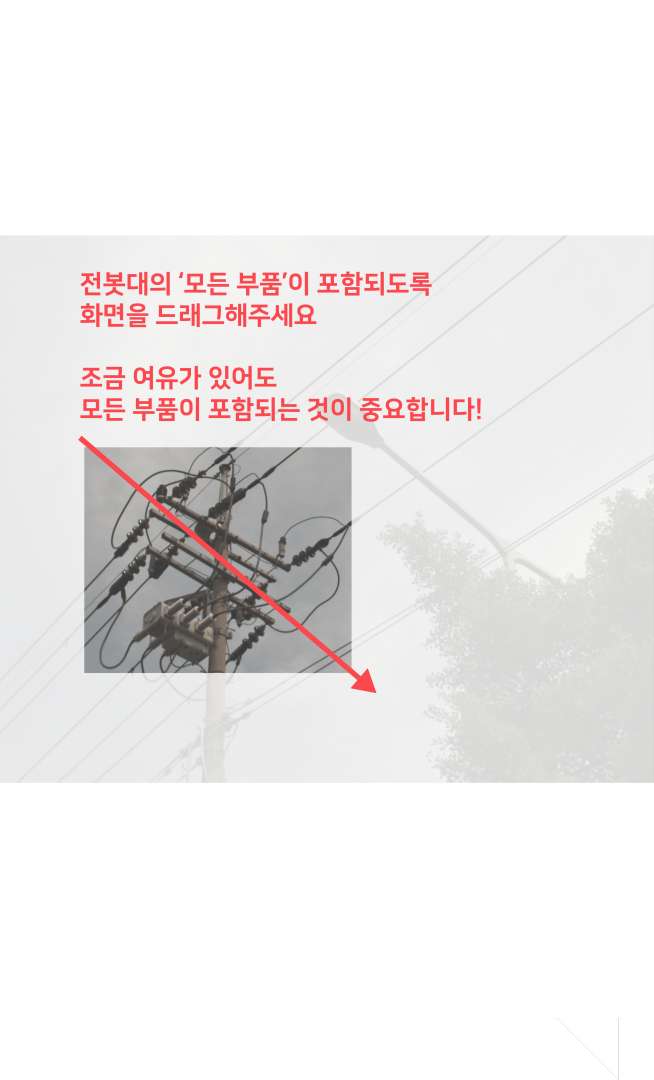 전봇대의 ‘모든 부품’이 포함되도록
화면을 드래그해주세요
조금 여유가 있어도
모든 부품이 포함되는 것이 중요합니다!